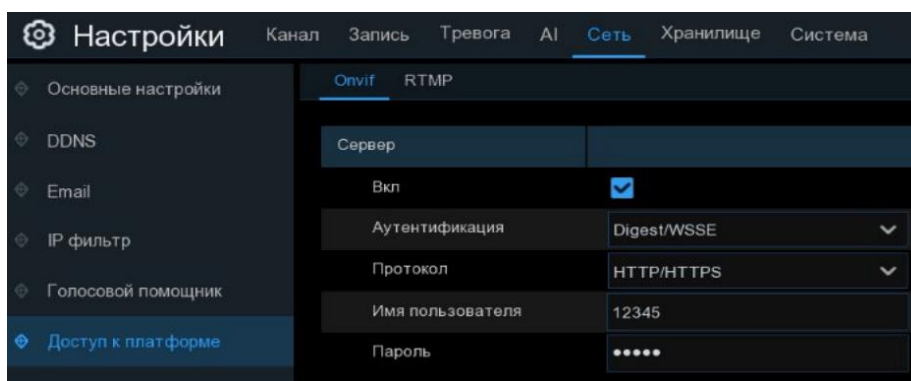 Настройки
Канал Запись Тревога AI Сеть Хранилище Система
Основные настройки
DDNS
Email
IP фильтр
Голосовой помощник
Доступ к платформе
Onvif RTMP
Сервер
Вкл
Аутентификация Digest/WSSE
Протокол HTTP/HTTPS
Имя пользователя 12345
Пароль •••••